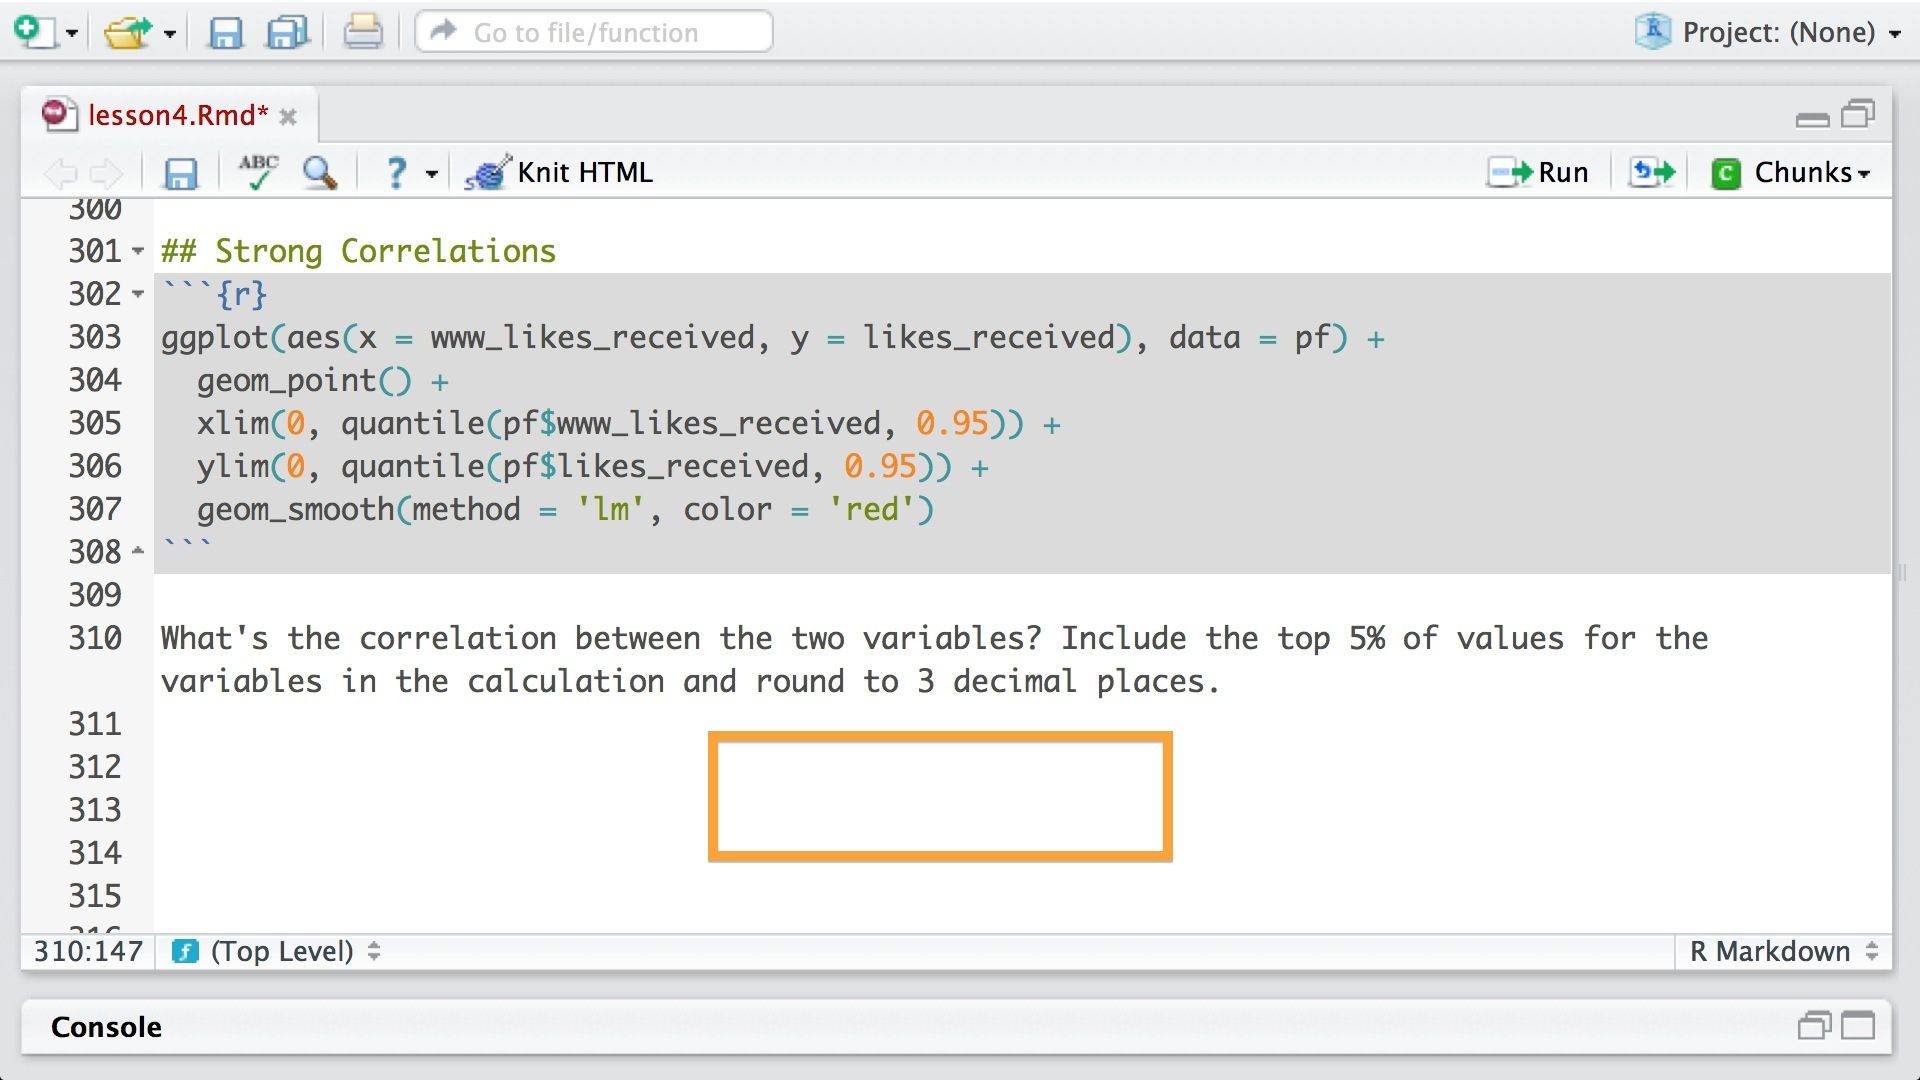 Go to file/function
Project: (None)
lesson4.Rmd*
ABC
?
Knit HTML
Run
C Chunks
300
301 ## Strong Correlations
302 ```{r}
303 ggplot(aes(x = www_likes_received, y = likes_received), data = pf) +
304   geom_point() +
305   xlim(0, quantile(pf$www_likes_received, 0.95)) +
306   ylim(0, quantile(pf$likes_received, 0.95)) +
307   geom_smooth(method = 'lm', color = 'red')
308 ```
309
310 What's the correlation between the two variables? Include the top 5% of values for the
variables in the calculation and round to 3 decimal places.
311
312
313
314
315
316
310:147 f (Top Level) R Markdown
Console